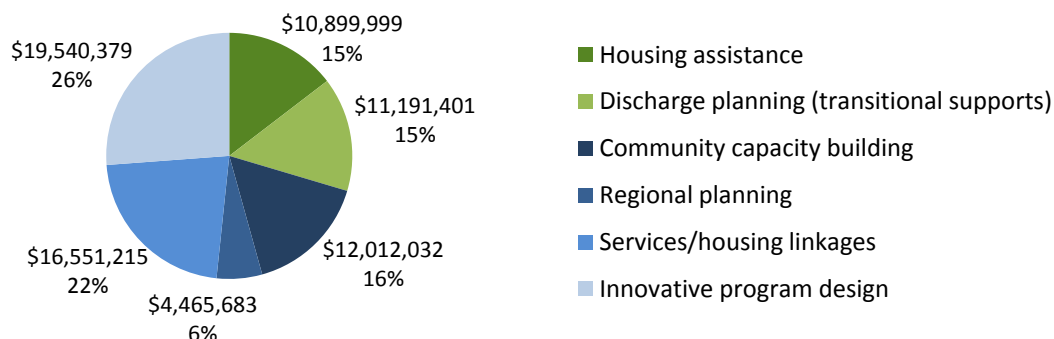 $10,899,999
15%
$11,191,401
15%
$12,012,032
16%
$4,465,683
6%
$16,551,215
22%
$19,540,379
26%
Housing assistance
Discharge planning (transitional supports)
Community capacity building
Regional planning
Services/housing linkages
Innovative program design